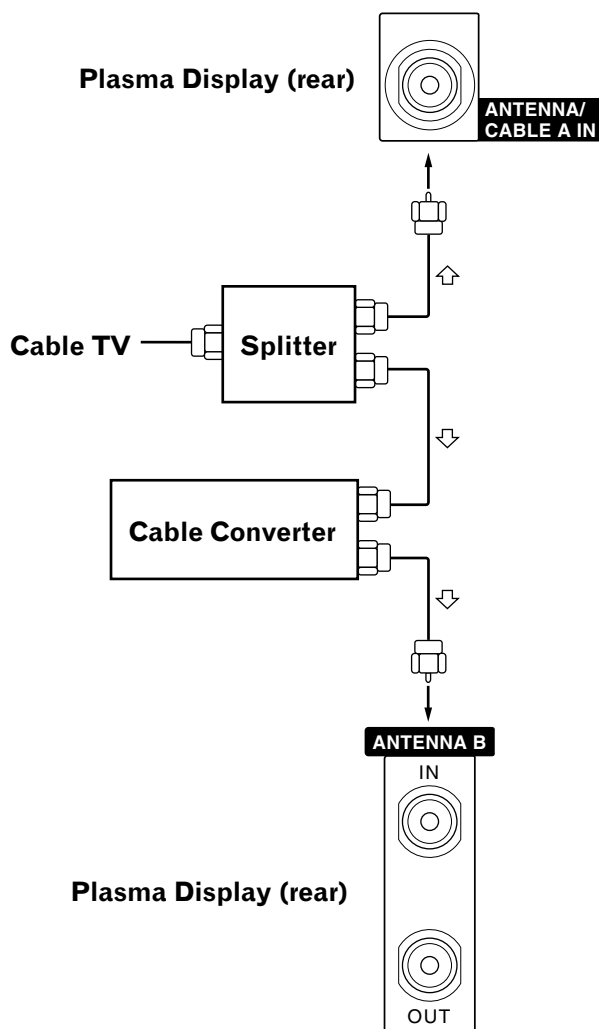 Plasma Display (rear)
ANTENNA/
CABLE A IN
Cable TV
Splitter
Cable Converter
ANTENNA B
IN
Plasma Display (rear)
OUT